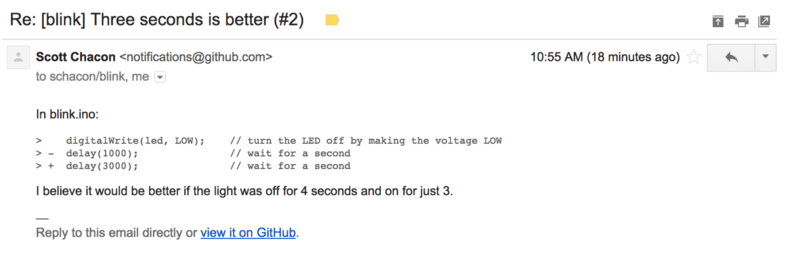 Re: [blink] Three seconds is better (#2)
Scott Chacon <notifications@github.com>
10:55 AM (18 minutes ago)
to schacon/blink, me
In blink.ino:
>    digitalWrite(led, LOW);    // turn the LED off by making the voltage LOW
> -  delay(1000);               // wait for a second
> +  delay(3000);               // wait for a second
I believe it would be better if the light was off for 4 seconds and on for just 3.
—
Reply to this email directly or view it on GitHub.